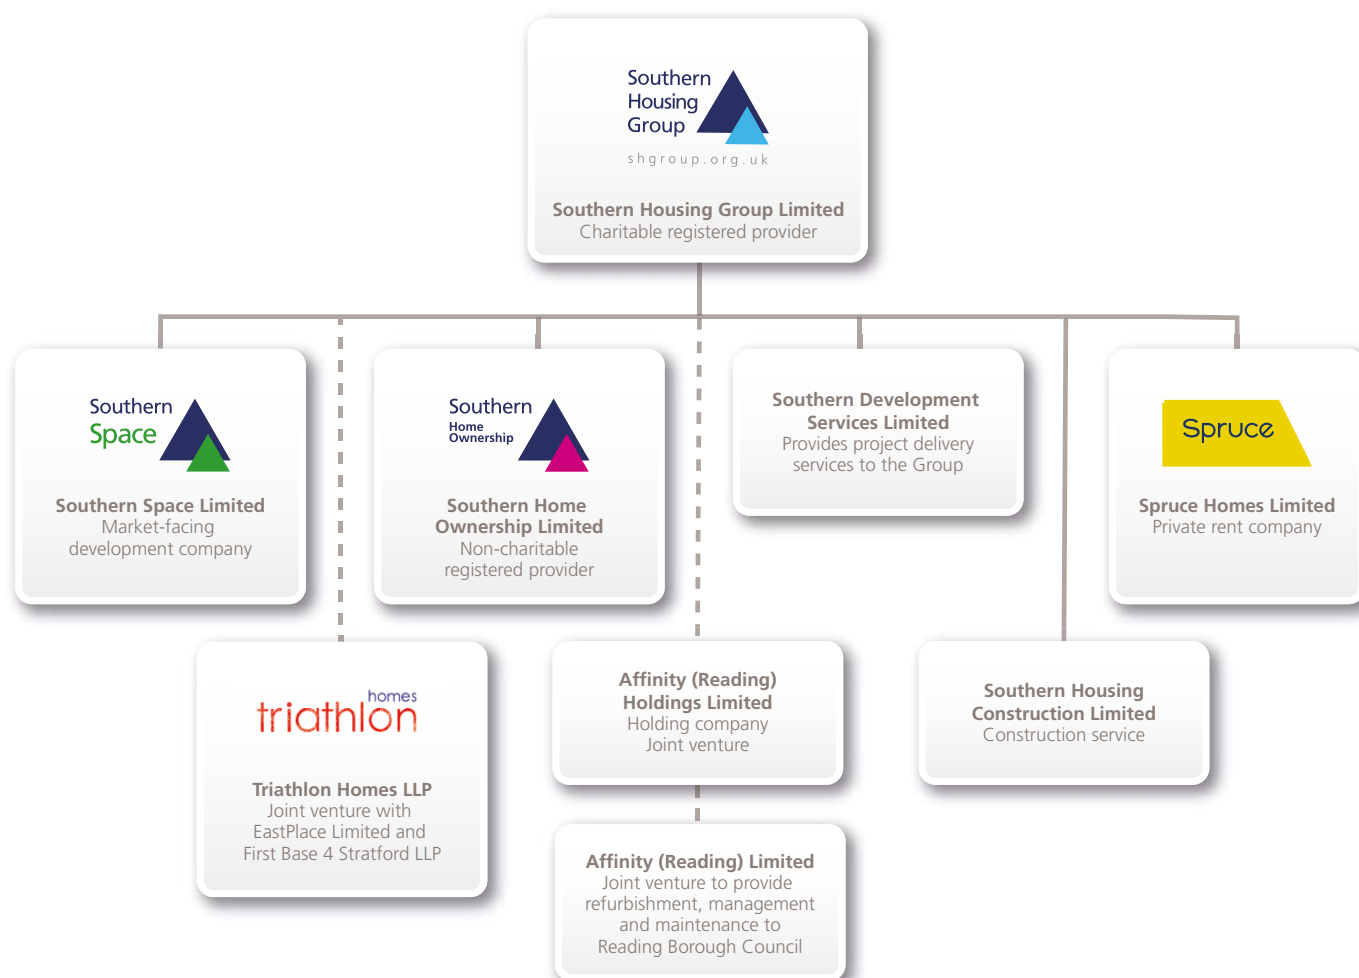 Southern
Housing
Group
shgroup.org.uk
Southern Housing Group Limited
Charitable registered provider
Southern
Space
Southern Space Limited
Market-facing
development company
Southern
Home
Ownership
Southern Home
Ownership Limited
Non-charitable
registered provider
Southern Development
Services Limited
Provides project delivery
services to the Group
Spruce
Spruce Homes Limited
Private rent company
homes
triathlon
Triathlon Homes LLP
Joint venture with
EastPlace Limited and
First Base 4 Stratford LLP
Affinity (Reading)
Holdings Limited
Holding company
Joint venture
Southern Housing
Construction Limited
Construction service
Affinity (Reading) Limited
Joint venture to provide
refurbishment, management
and maintenance to
Reading Borough Council